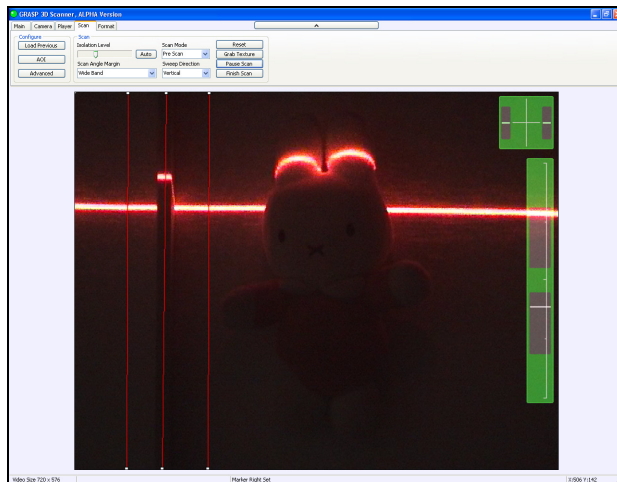 GRASP 3D Scanner, ALPHA Version
Main Camera Player Scan Format
Configure
Load Previous
AOI
Advanced
Scan
Isolation Level
Auto
Scan Angle Margin
Wide Band
Scan Mode
Pre Scan
Sweep Direction
Vertical
Reset
Grab Texture
Pause Scan
Finish Scan
Video Size 720 x 576 Marker Right Set X:506 Y:142